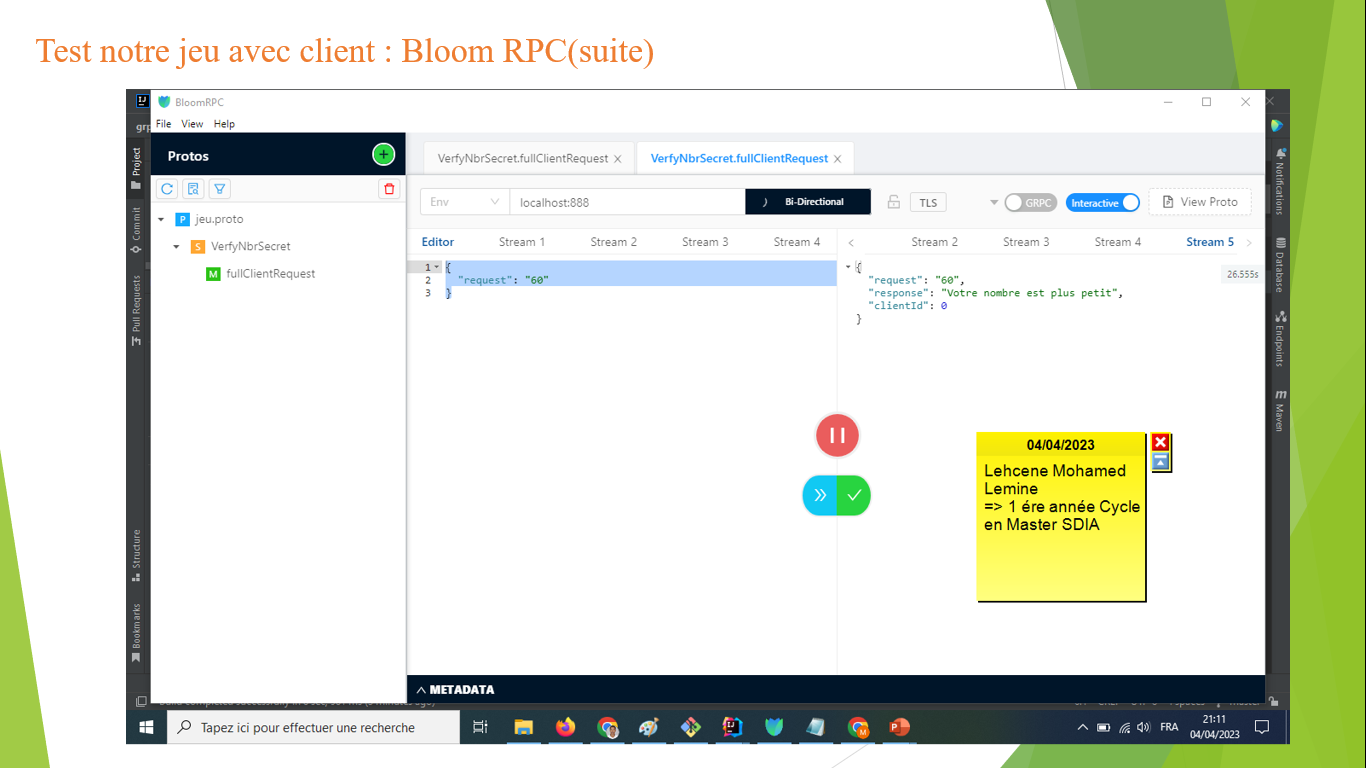 Test notre jeu avec client : Bloom RPC(suite)
BloomRPC
File View Help
grp
Protos
VerfyNbrSecret.fullClientRequest
VerfyNbrSecret.fullClientRequest
Env
localhost:888
Bi-Directional
TLS
GRPC
Interactive
View Proto
jeu.proto
VerfyNbrSecret
fullClientRequest
Editor Stream 1 Stream 2 Stream 3 Stream 4
Stream 2 Stream 3 Stream 4 Stream 5
1 {
2 "request": "60"
3 }
{
"request": "60",
"response": "Votre nombre est plus petit",
"clientId": 0
}
26.555s
04/04/2023
Lehcene Mohamed
Lemine
=> 1 ére année Cycle
en Master SDIA
METADATA
Project
Commit
Pull Requests
Structure
Bookmarks
Notifications
Database
Endpoints
Maven
Tapez ici pour effectuer une recherche
FRA
21:11
04/04/2023